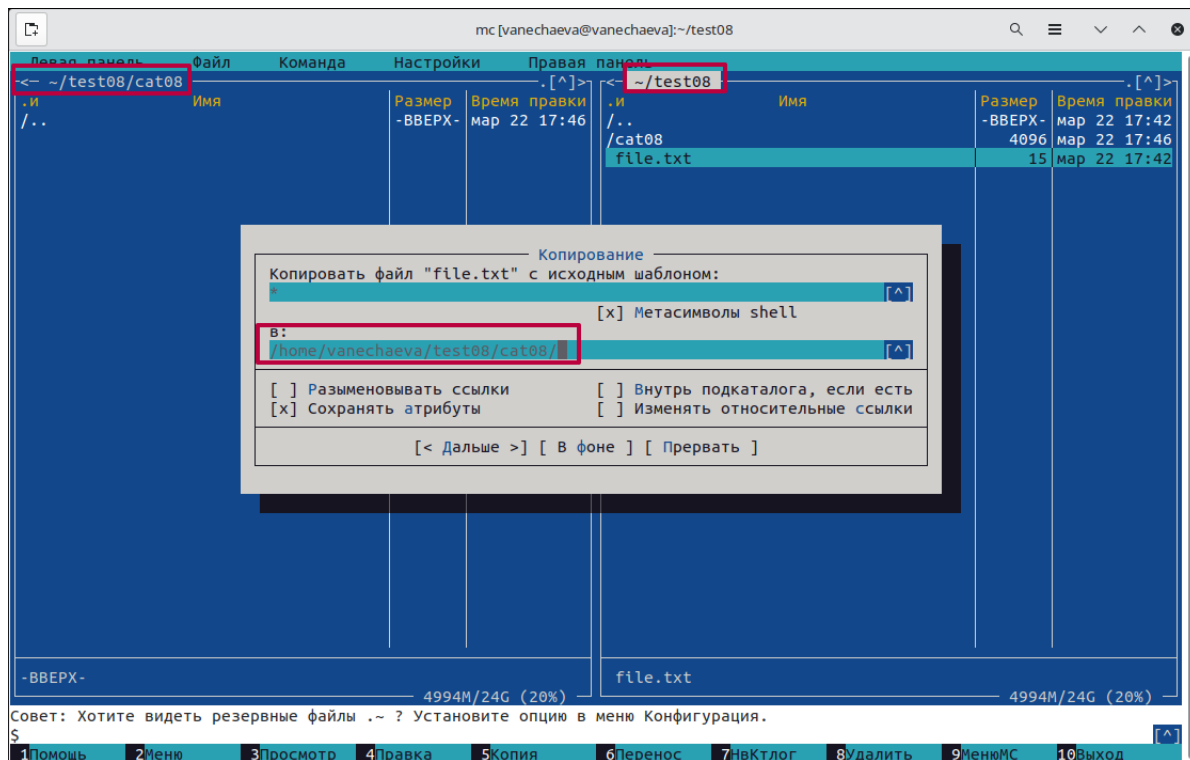 mc [vanechaeva@vanechaeva]:~/test08
Левая панель Файл Команда Настройки Правая панель
<— ~/test08/cat08 .[^]> <— ~/test08 .[^]>
.и Имя Размер Время правки .и Имя Размер Время правки
/.. -ВВЕРХ- мар 22 17:46 /.. -ВВЕРХ- мар 22 17:42
/cat08 4096 мар 22 17:46
file.txt 15 мар 22 17:42
Копирование
Копировать файл "file.txt" с исходным шаблоном:
* [^]
[x] Метасимволы shell
в:
/home/vanechaeva/test08/cat08/ [^]
[ ] Разыменовывать ссылки [ ] Внутрь подкаталога, если есть
[x] Сохранять атрибуты [ ] Изменять относительные ссылки
[< Дальше >] [ В фоне ] [ Прервать ]
-ВВЕРХ- file.txt
4994M/24G (20%) 4994M/24G (20%)
Совет: Хотите видеть резервные файлы .~ ? Установите опцию в меню Конфигурация.
$ [^]
1Помощь 2Меню 3Просмотр 4Правка 5Копия 6Перенос 7НвКтлог 8Удалить 9МенюMC 10Выход